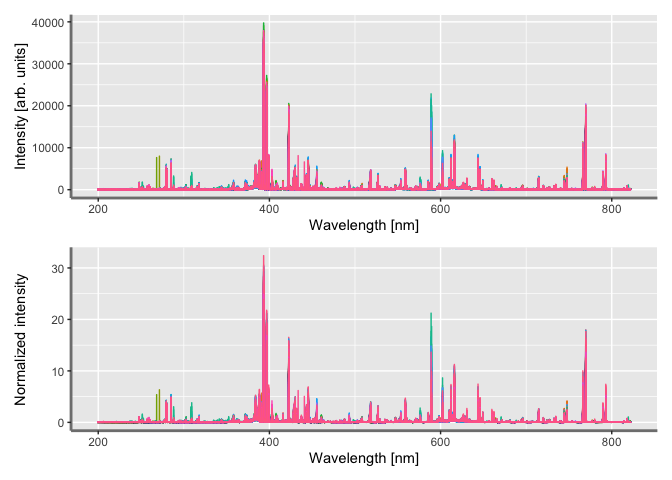 Intensity [arb. units]
40000
30000
20000
10000
0
200 400 600 800
Wavelength [nm]
Normalized intensity
30
20
10
0
200 400 600 800
Wavelength [nm]